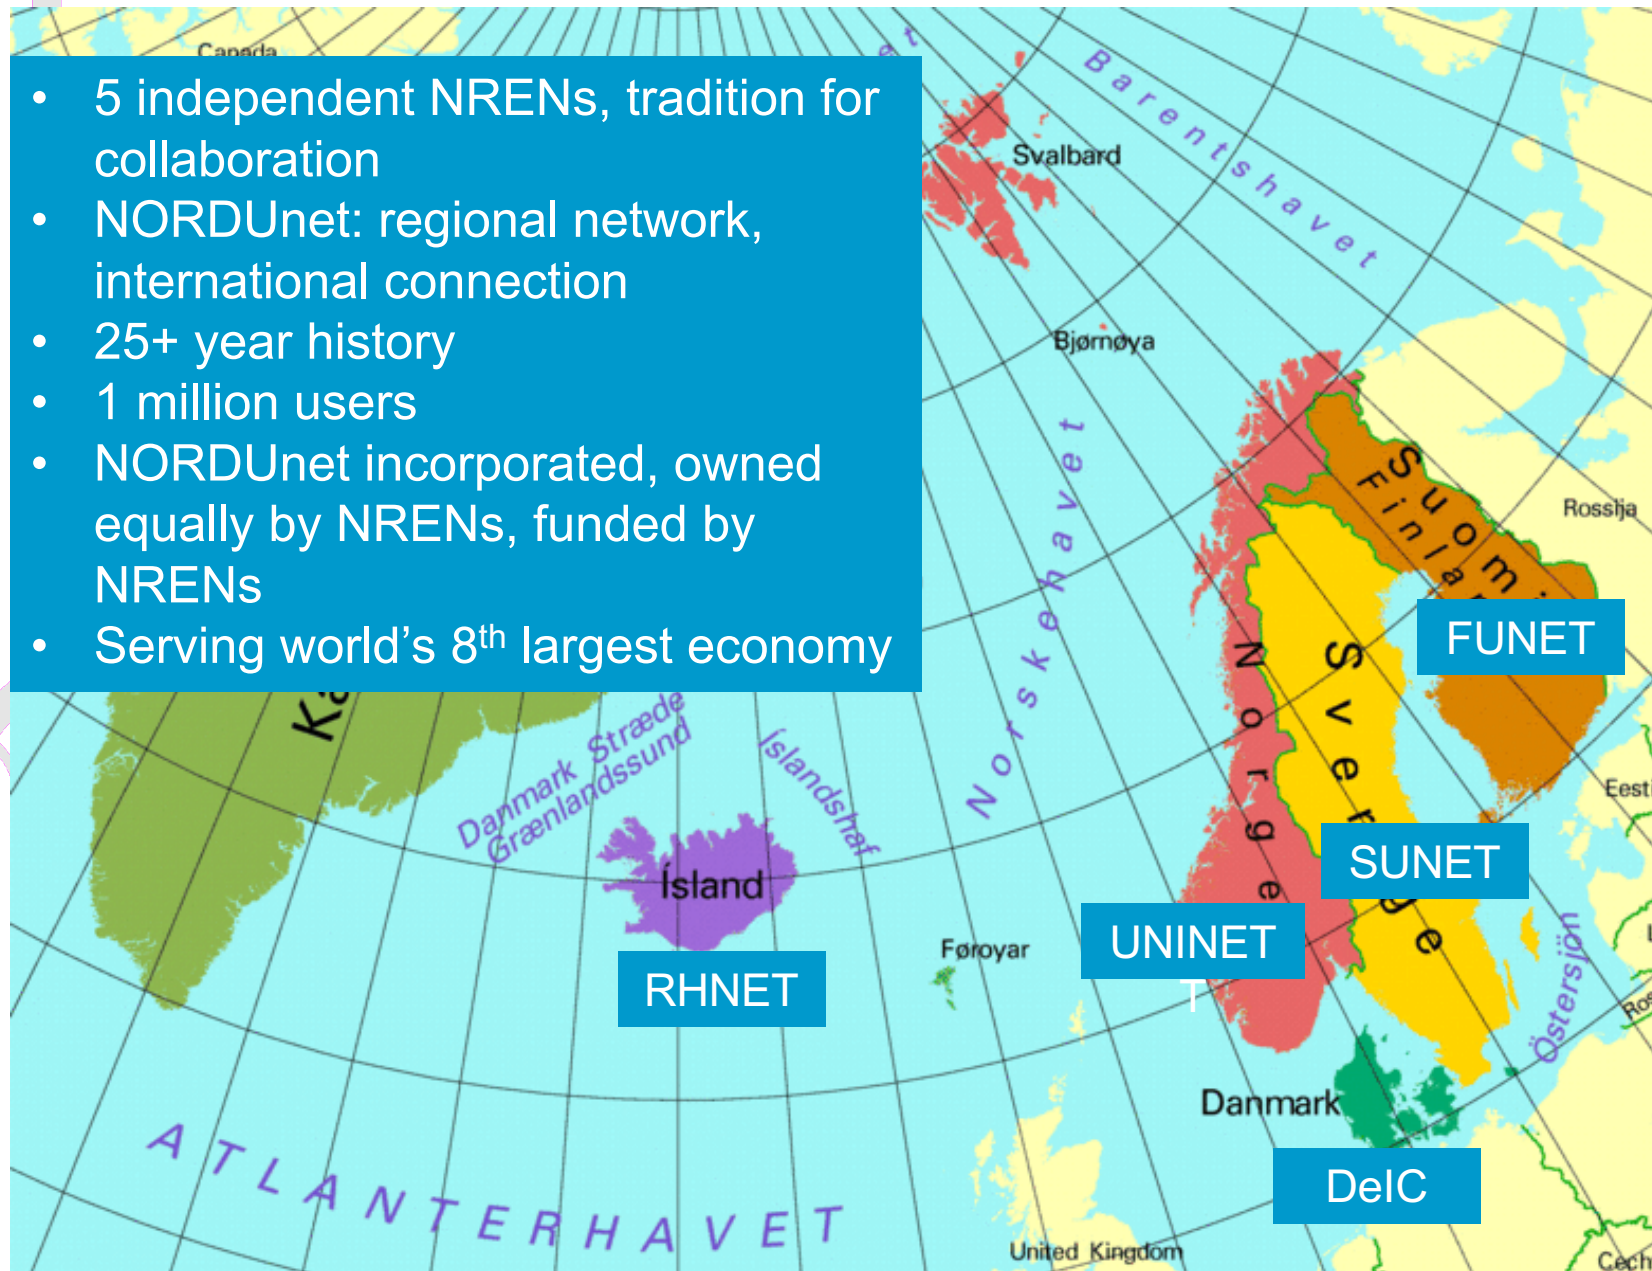 Canada
• 5 independent NRENs, tradition for
collaboration
• NORDUnet: regional network,
international connection
• 25+ year history
• 1 million users
• NORDUnet incorporated, owned
equally by NRENs, funded by
NRENs
• Serving world's 8th largest economy
Barentshavet
Svalbard
Bjørnøya
Norskehavet
Suomi
Rossija
FUNET
Norge
Sverige
Danmark Stræde
Grænlandssund
Íslandshaf
Eesti
SUNET
Ísland
UNINET
T
Føroyar
RHNET
Östersjön
Danmark
DeIC
ATLANTERHAVET
United Kingdom